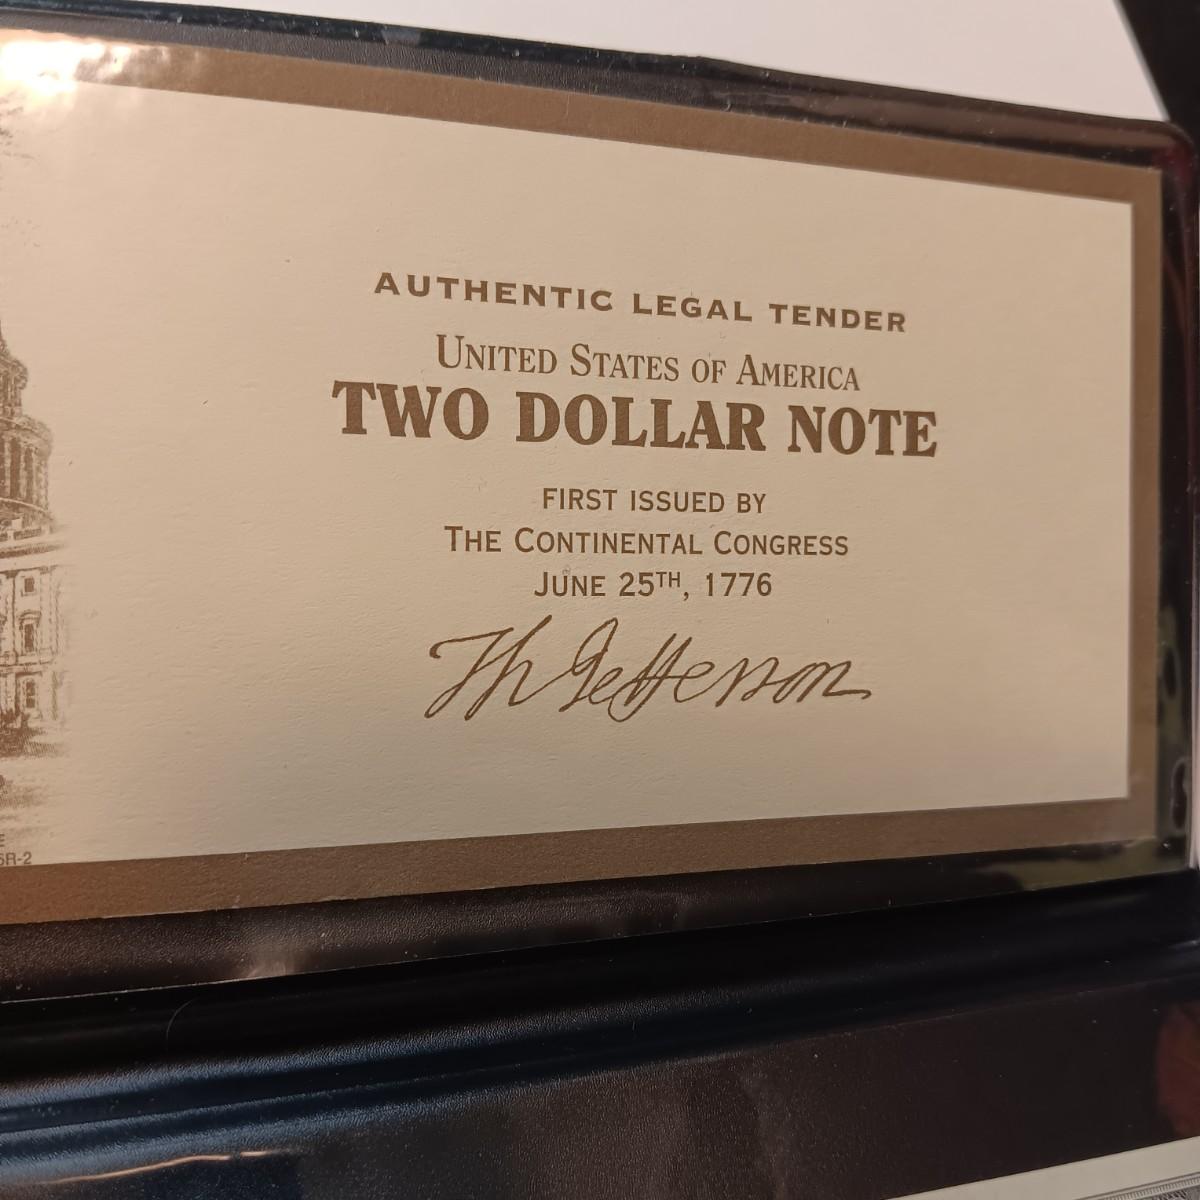 AUTHENTIC LEGAL TENDER
UNITED STATES OF AMERICA
TWO DOLLAR NOTE
FIRST ISSUED BY
THE CONTINENTAL CONGRESS
JUNE 25TH, 1776
Th Jefferson